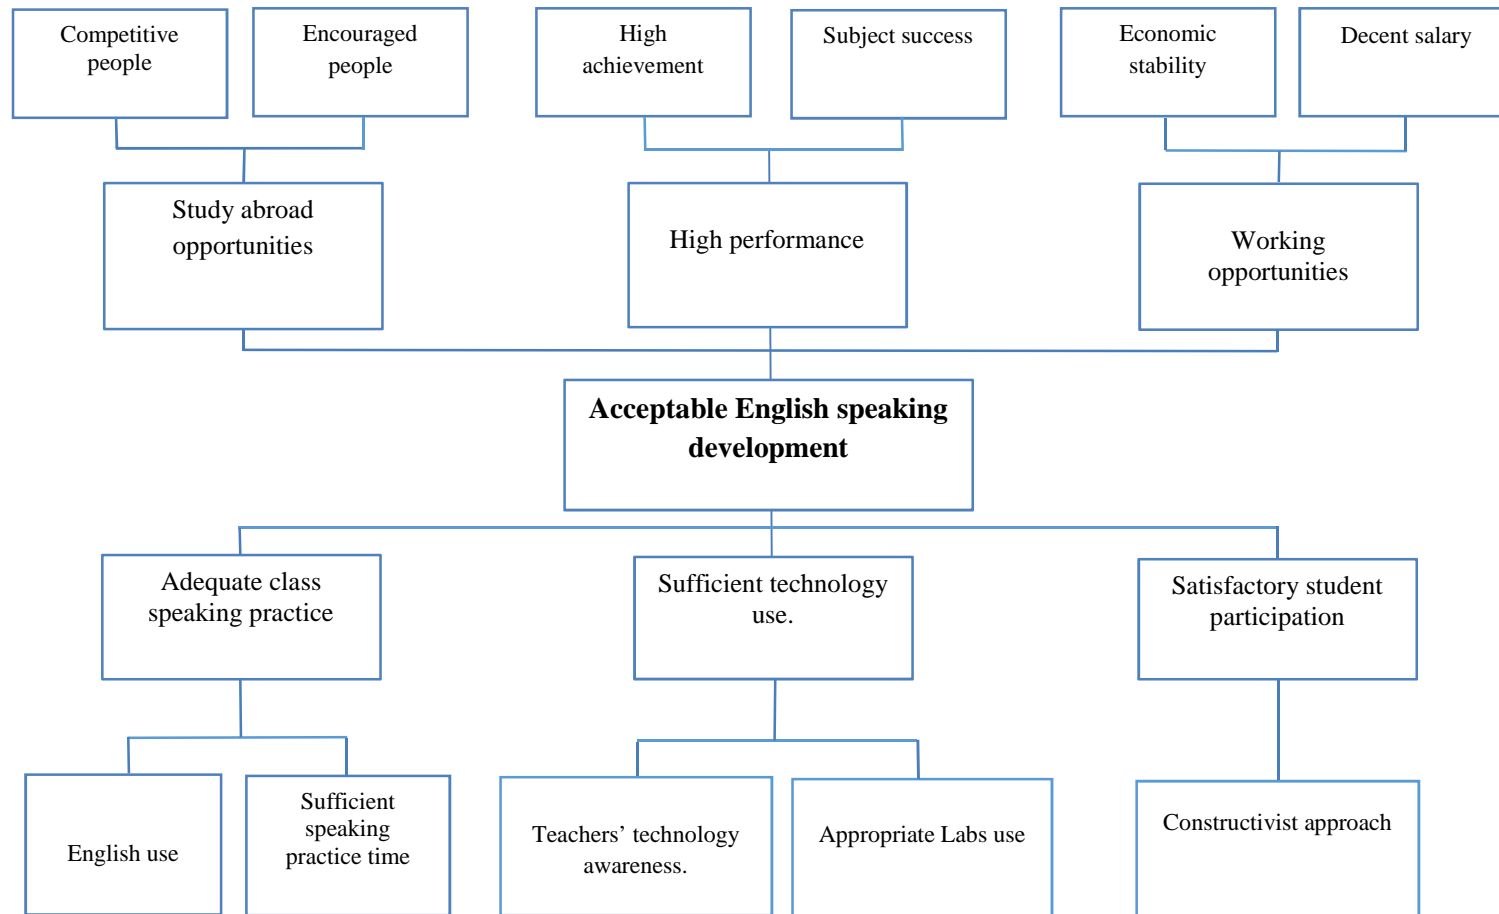 Competitive
people
Encouraged
people
High
achievement
Subject success
Economic
stability
Decent salary
Study abroad
opportunities
High performance
Working
opportunities
Acceptable English speaking
development
Adequate class
speaking practice
Sufficient technology
use.
Satisfactory student
participation
English use
Sufficient
speaking
practice time
Teachers’ technology
awareness.
Appropriate Labs use
Constructivist approach